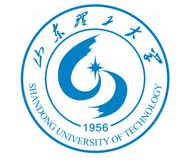 山东理工大学
1956
SHANDONG UNIVERSITY OF TECHNOLOGY